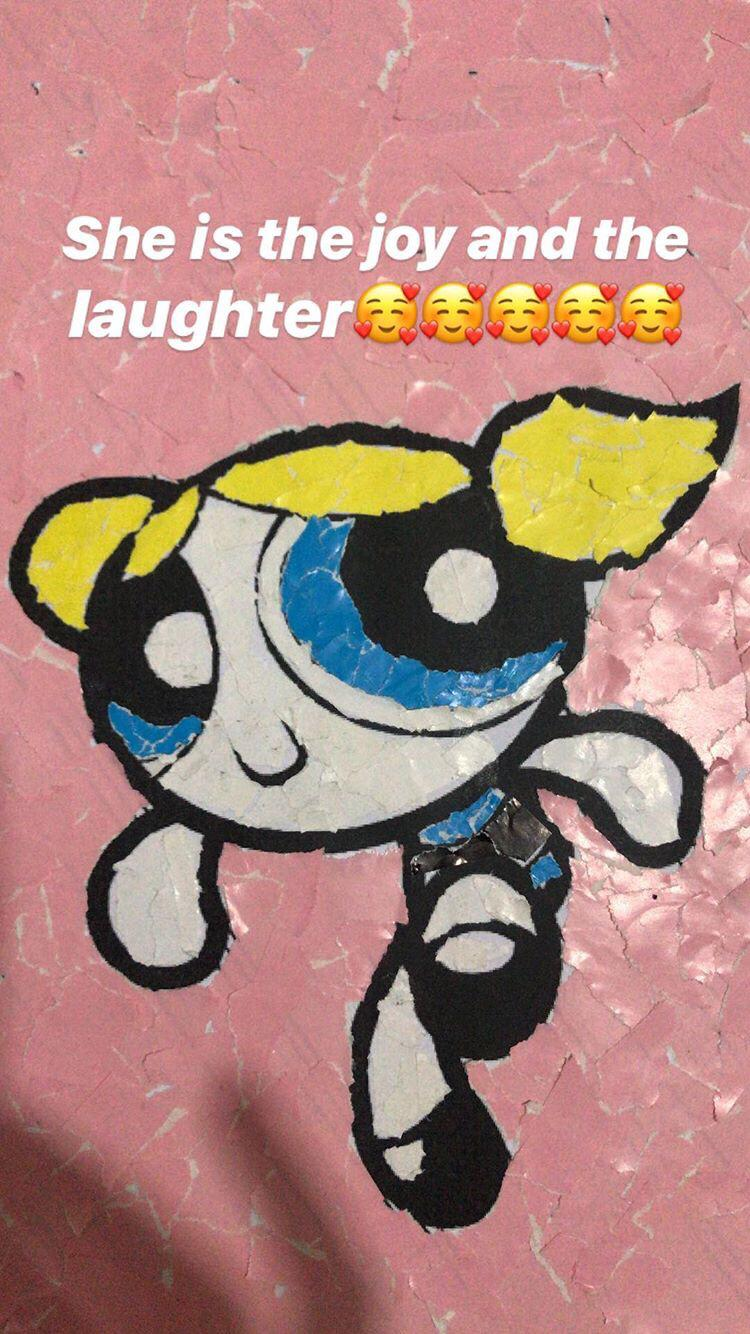 She is the joy and the
laughter🥰🥰🥰🥰🥰